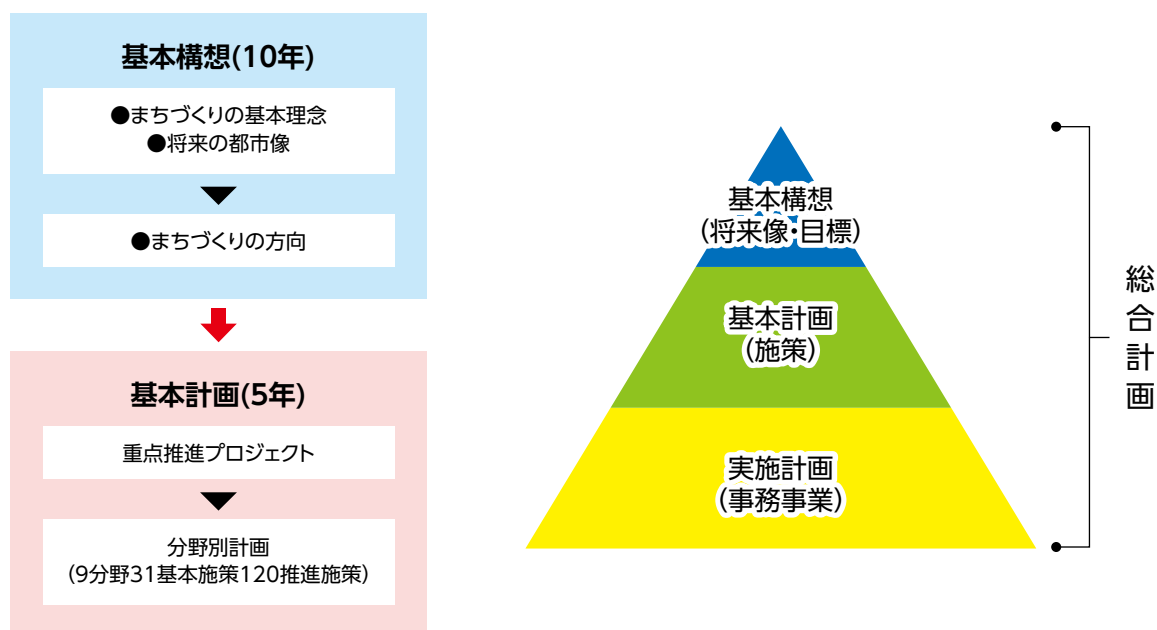 基本構想(10年)
●まちづくりの基本理念
●将来の都市像
●まちづくりの方向
基本計画(5年)
重点推進プロジェクト
分野別計画
(9分野31基本施策120推進施策)
基本構想
(将来像・目標)
基本計画
(施策)
実施計画
(事務事業)
総合計画